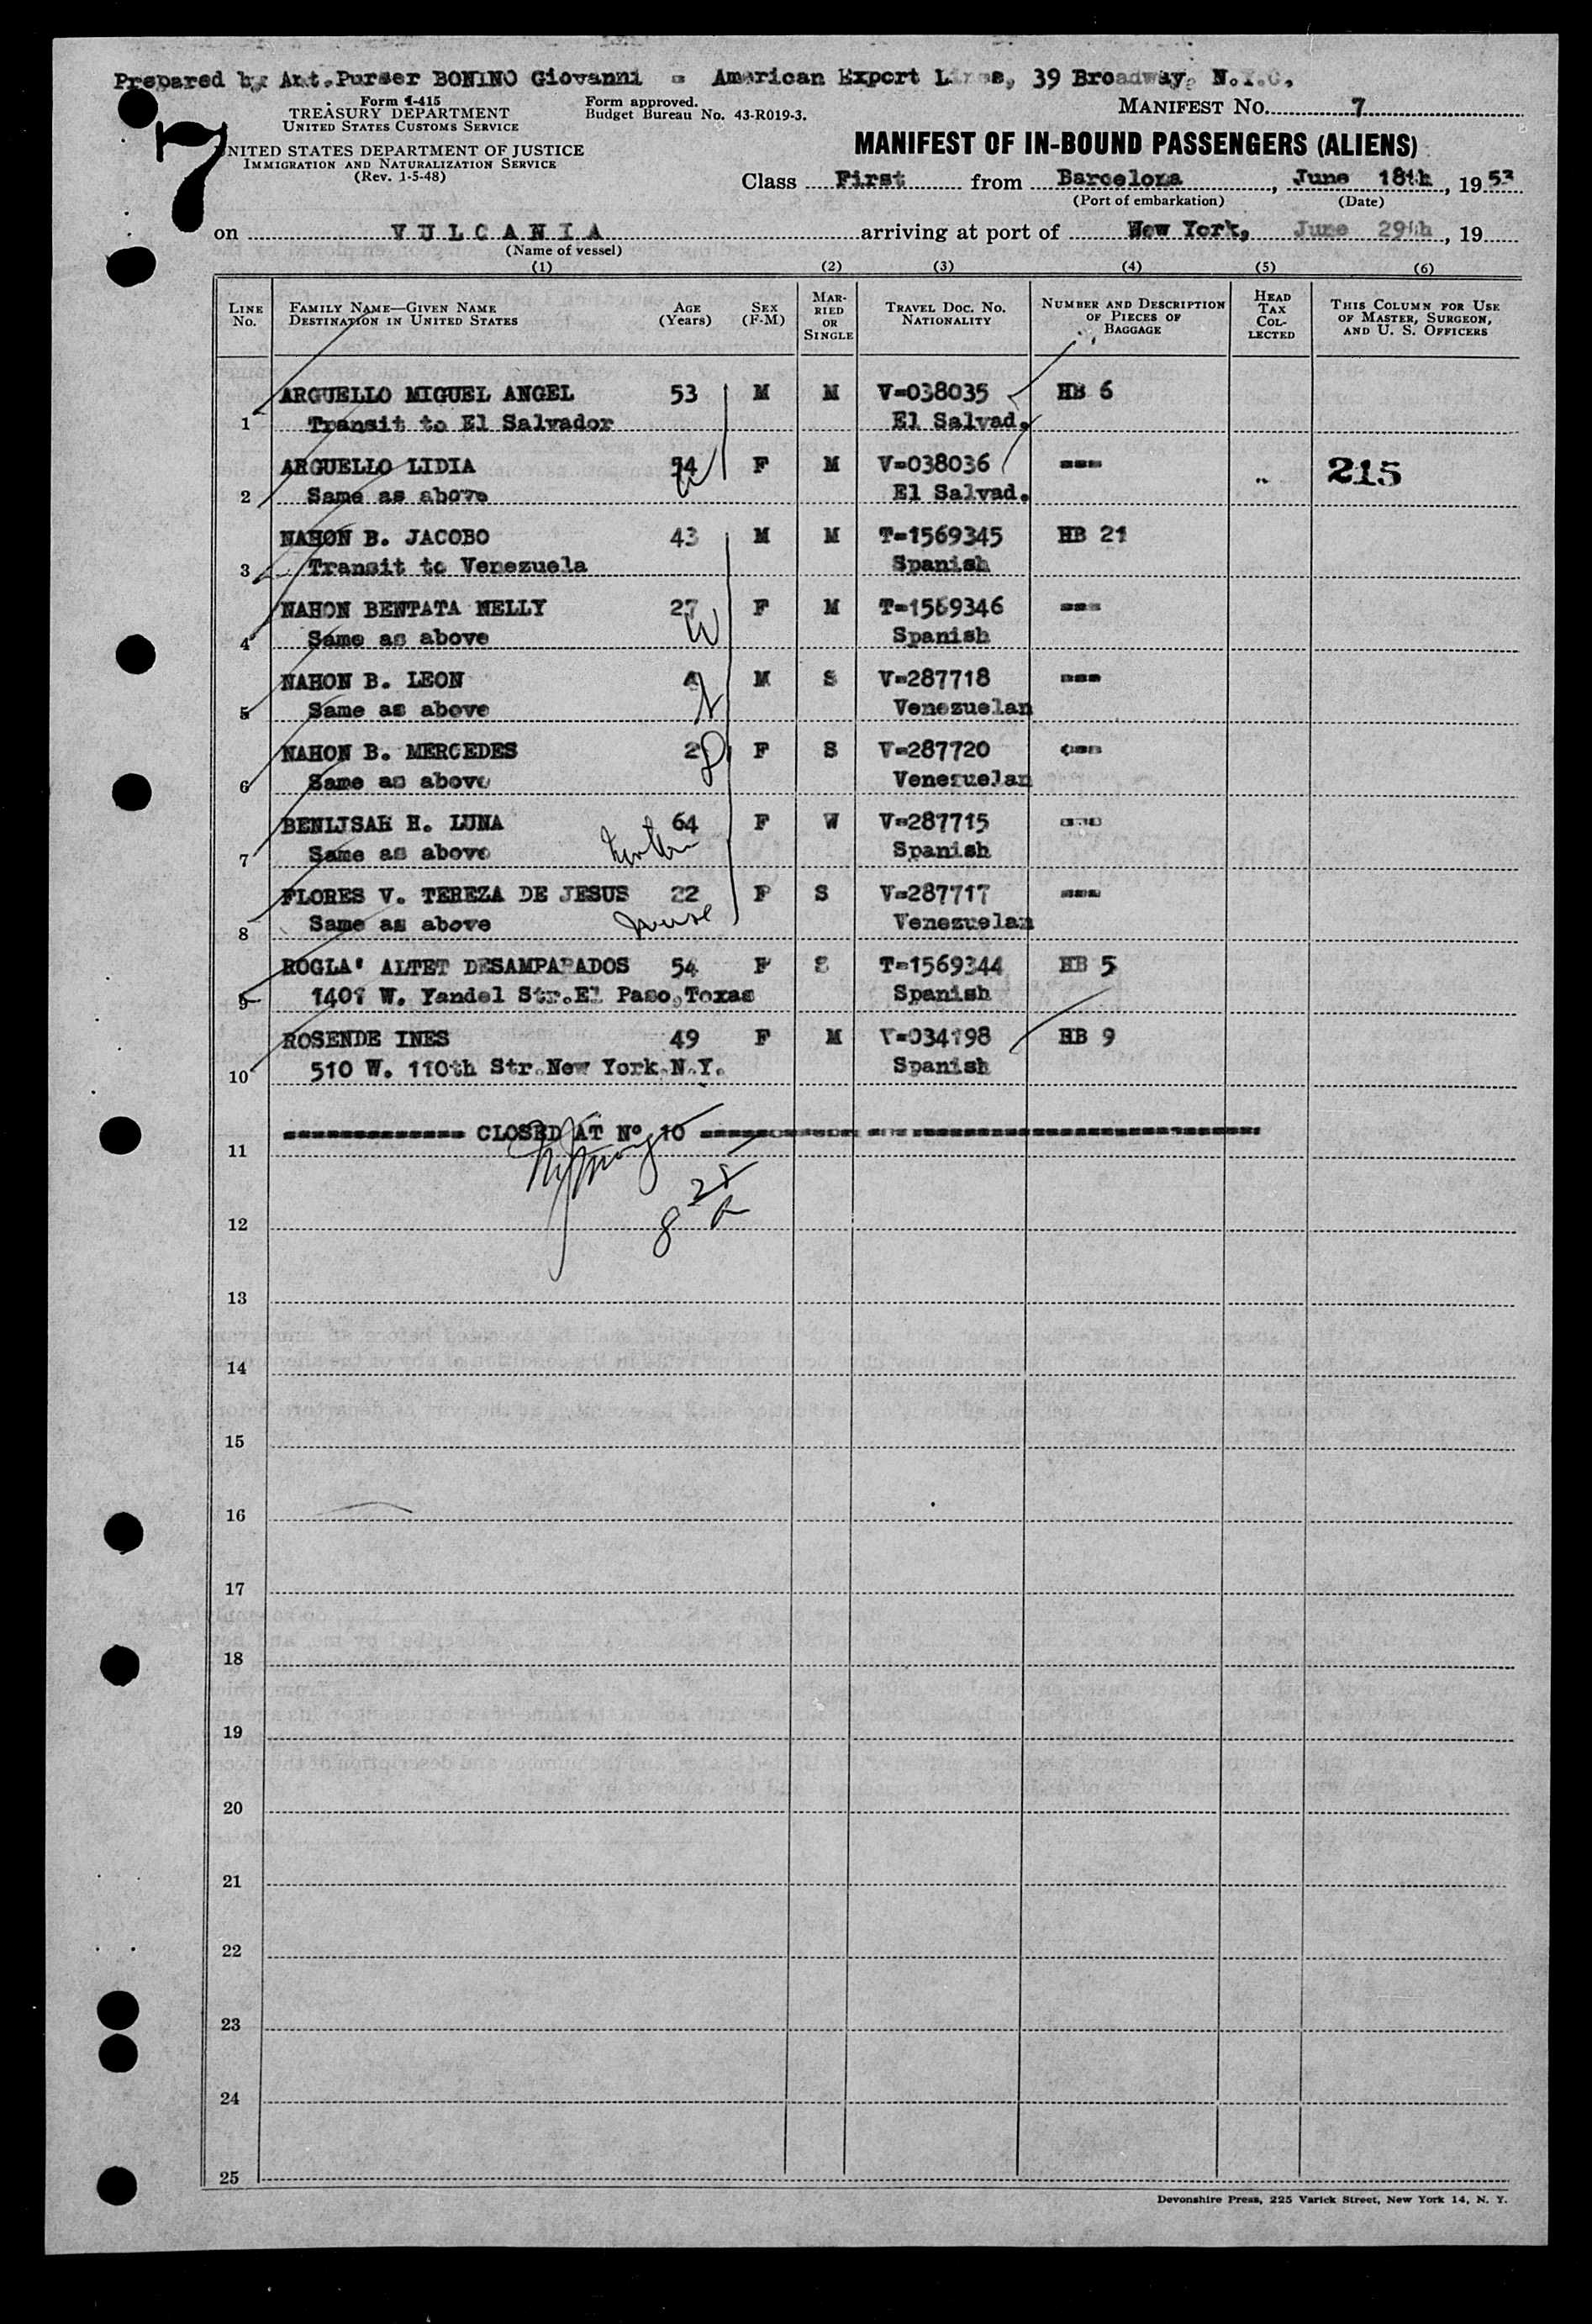 Prepared by Ast.Purser BONINO Giovanni = American Export Lines, 39 Broadway, N.Y.C.
Form I-415
TREASURY DEPARTMENT
UNITED STATES CUSTOMS SERVICE
Form approved.
Budget Bureau No. 43-R019-3.
MANIFEST NO. 7
7
UNITED STATES DEPARTMENT OF JUSTICE
IMMIGRATION AND NATURALIZATION SERVICE
(Rev. 1-5-48)
MANIFEST OF IN-BOUND PASSENGERS (ALIENS)
Class First from Barcelona, June 18th, 1953
(Port of embarkation) (Date)
on VULCANIA arriving at port of New York, June 29th, 19
(Name of vessel)
(1) (2) (3) (4) (5) (6)
LINE NO. FAMILY NAME—GIVEN NAME DESTINATION IN UNITED STATES AGE (YEARS) SEX (F-M) MARRIED OR SINGLE TRAVEL DOC. NO. NATIONALITY NUMBER AND DESCRIPTION OF PIECES OF BAGGAGE HEAD TAX COLLECTED THIS COLUMN FOR USE OF MASTER, SURGEON, AND U. S. OFFICERS
ARGUELLO MIGUEL ANGEL 53 M M V=038035 HB 6
1 Transit to El Salvador El Salvad.
ARGUELLO LIDIA F M V=038036 === 215
2 Same as above El Salvad.
NAHON B. JACOBO 43 M M T=1569345 HB 21
3 Transit to Venezuela Spanish
NAHON BENTATA NELLY 27 F M T=1569346 ===
4 Same as above W Spanish
NAHON B. LEON M S V=287718 ===
5 Same as above Venezuelan
NAHON B. MERCEDES 2 F S V=287720 ===
6 Same as above Venezuelan
BENLISAH H. LUNA 64 F W V=287715 ===
7 Same as above Spanish
FLORES V. TEREZA DE JESUS 22 F S V=287717 ===
8 Same as above nurse Venezuelan
ROGLA' ALTET DESAMPARADOS 54 F S T=1569344 HB 5
9 1401 W. Yandel Str.El Paso,Texas Spanish
ROSENDE INES 49 F M V=034198 HB 9
10 510 W. 110th Str.New York.N.Y. Spanish
============= CLOSED AT Nº 10 =============
11
12
13
14
15
16
17
18
19
20
21
22
23
24
25
Devonshire Press, 225 Varick Street, New York 14, N. Y.